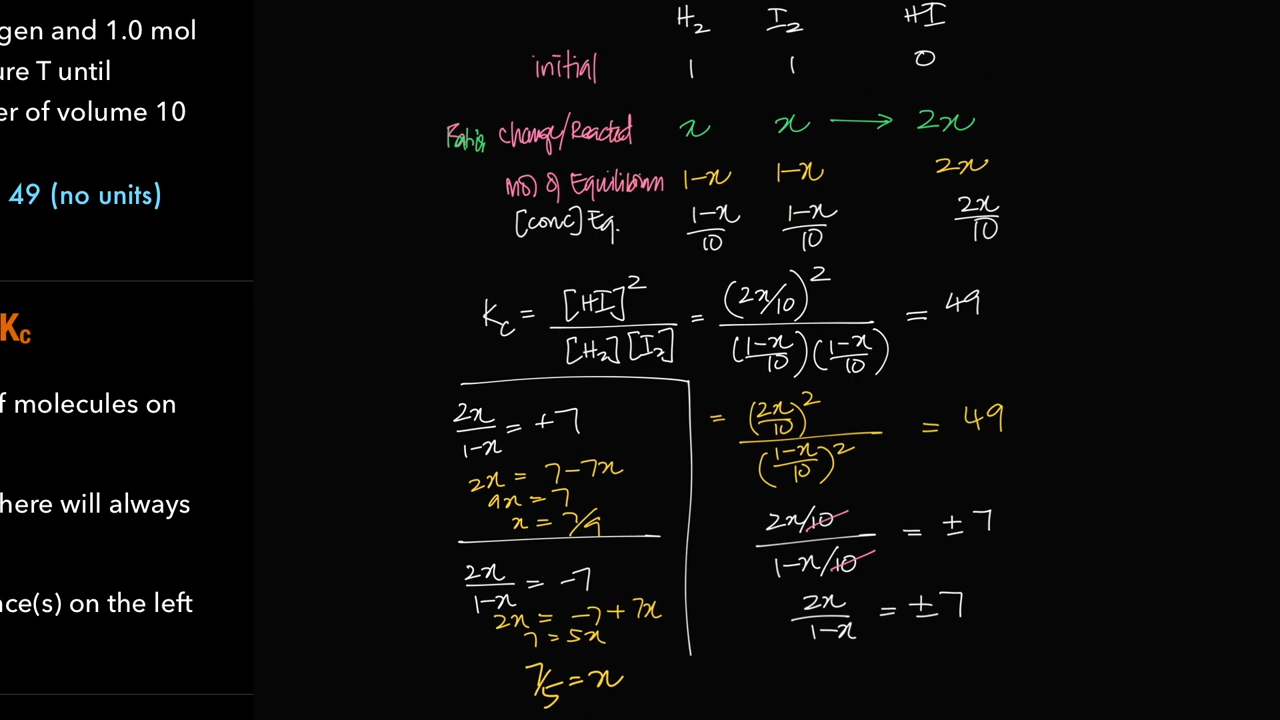 gen and 1.0 mol
ure T until
er of volume 10
49 (no units)
Kc
f molecules on
here will always
nce(s) on the left
H₂ I₂ HI
initial 1 1 0
Ratio change/Reacted x x → 2x
mol of Equilibrium 1-x 1-x 2x
[conc] Eq. 1-x/10 1-x/10 2x/10
Kc = [HI]²/[H₂][I₂] = (2x/10)²/(1-x/10)(1-x/10) = 49
= (2x/10)²/(1-x/10)² = 49
2x/10/1-x/10 = ±7
2x/1-x = ±7
2x/1-x = +7
2x = 7-7x
9x = 7
x = 7/9
2x/1-x = -7
2x = -7+7x
7 = 5x
7/5 = x